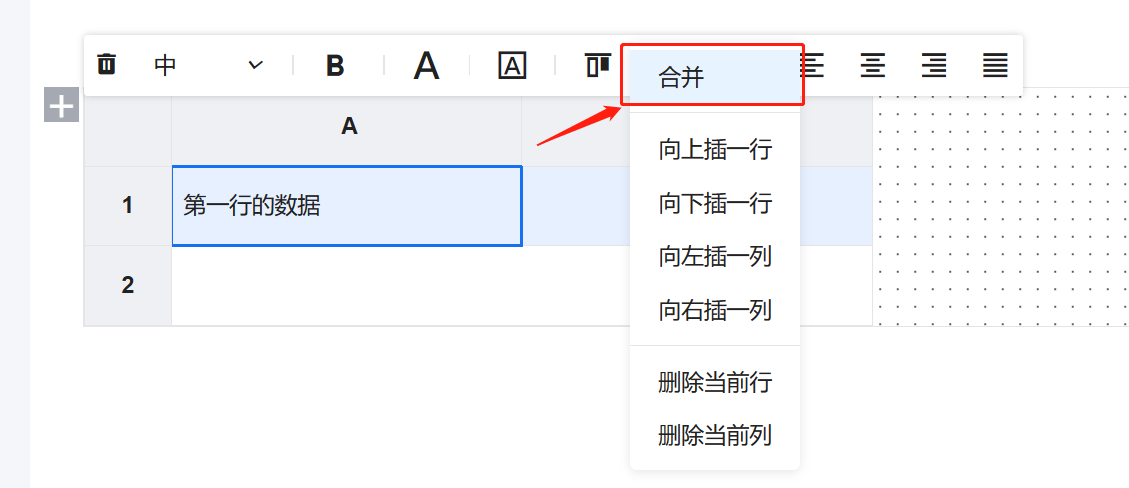 中 B A A
合并
A
向上插一行
1 第一行的数据 向下插一行
向左插一列
2
向右插一列
删除当前行
删除当前列